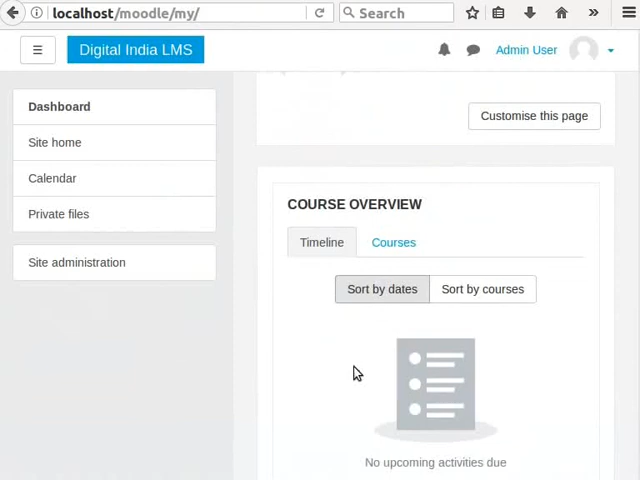 localhost/moodle/my/
Search
Digital India LMS
Admin User
Dashboard
Site home
Calendar
Private files
Site administration
Customise this page
COURSE OVERVIEW
Timeline
Courses
Sort by dates
Sort by courses
No upcoming activities due